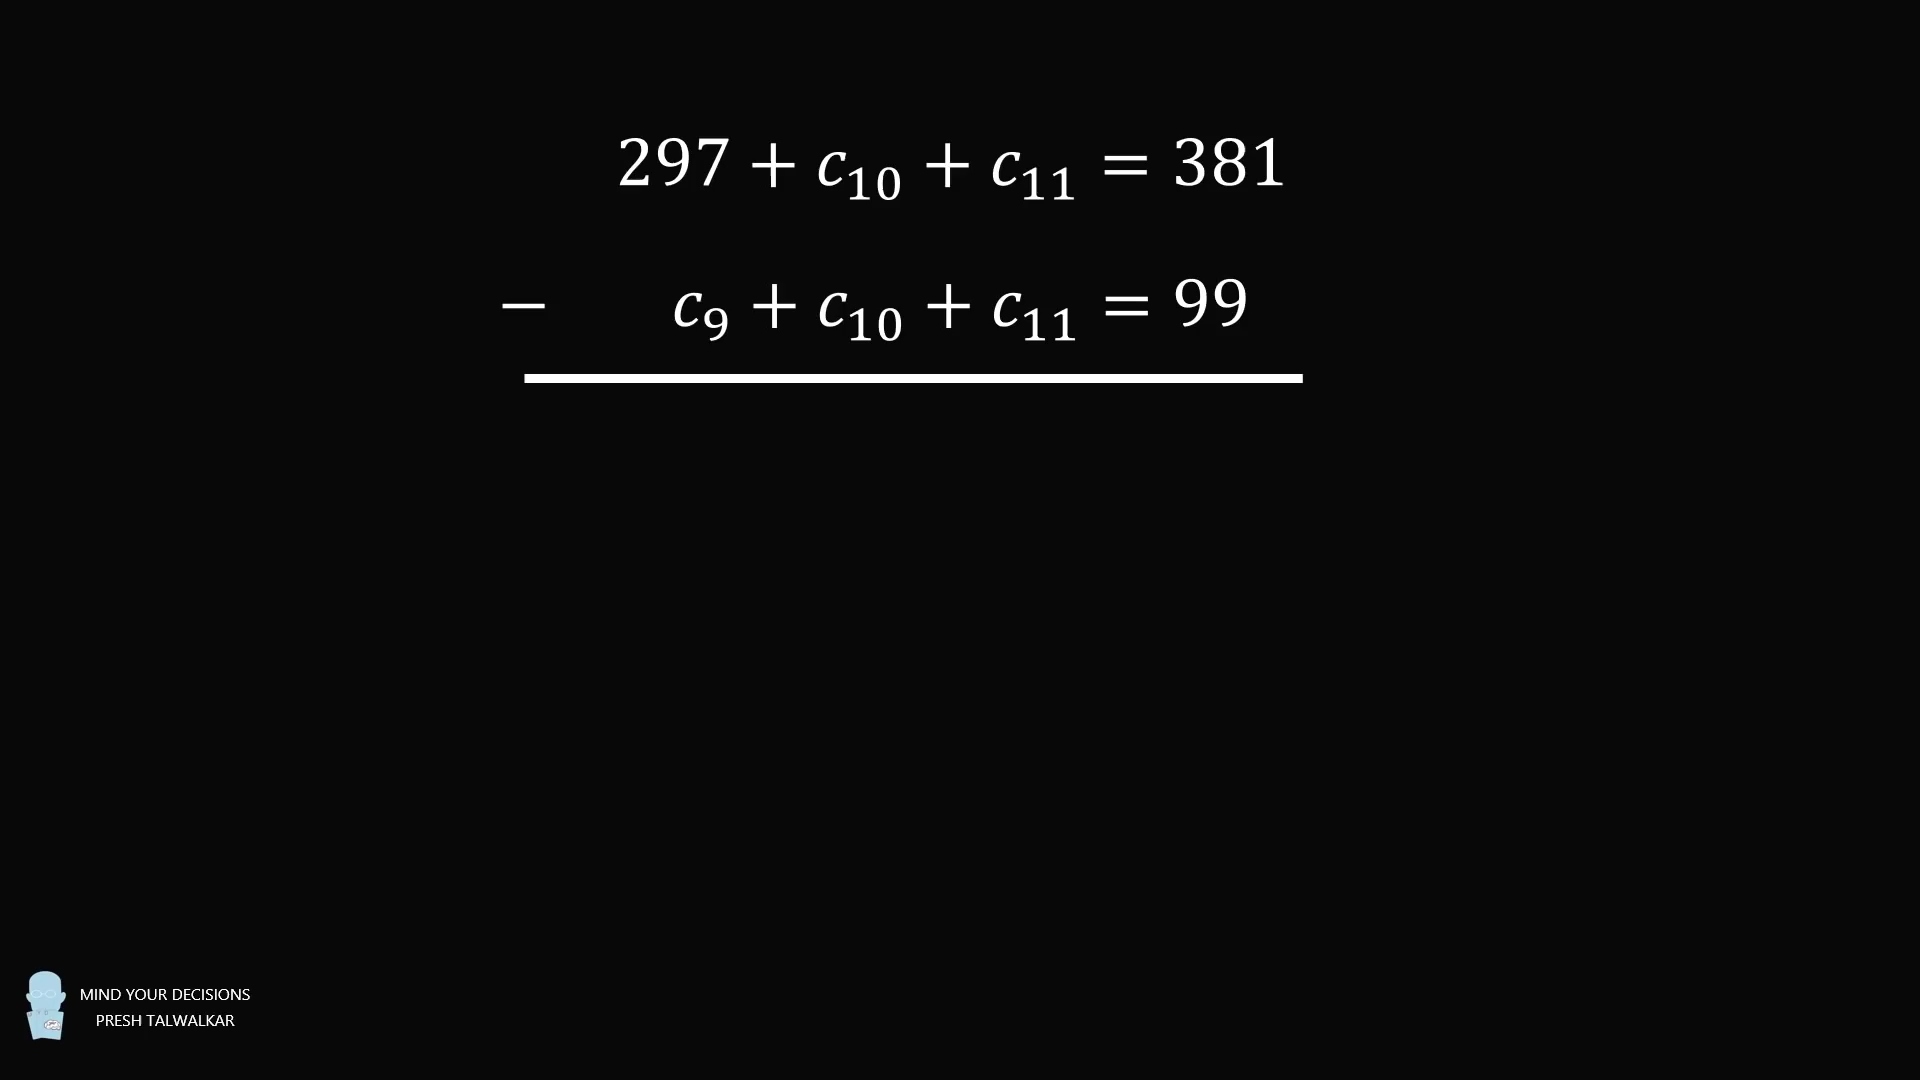 297 + c₁₀ + c₁₁ = 381
− c₉ + c₁₀ + c₁₁ = 99
MIND YOUR DECISIONS
PRESH TALWALKAR